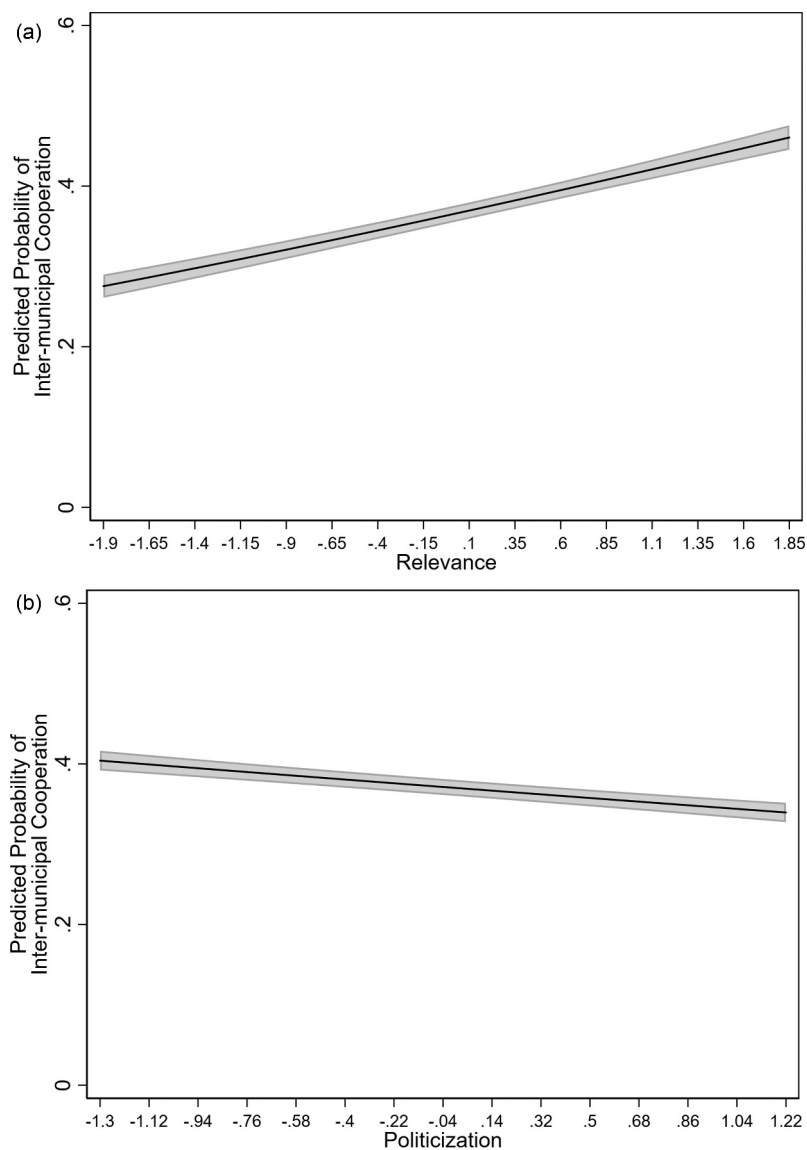 (a)
Predicted Probability of
Inter-municipal Cooperation
.6
.4
.2
0
-1.9 -1.65 -1.4 -1.15 -.9 -.65 -.4 -.15 .1 .35 .6 .85 1.1 1.35 1.6 1.85
Relevance
(b)
Predicted Probability of
Inter-municipal Cooperation
.6
.4
.2
0
-1.3 -1.12 -.94 -.76 -.58 -.4 -.22 -.04 .14 .32 .5 .68 .86 1.04 1.22
Politicization